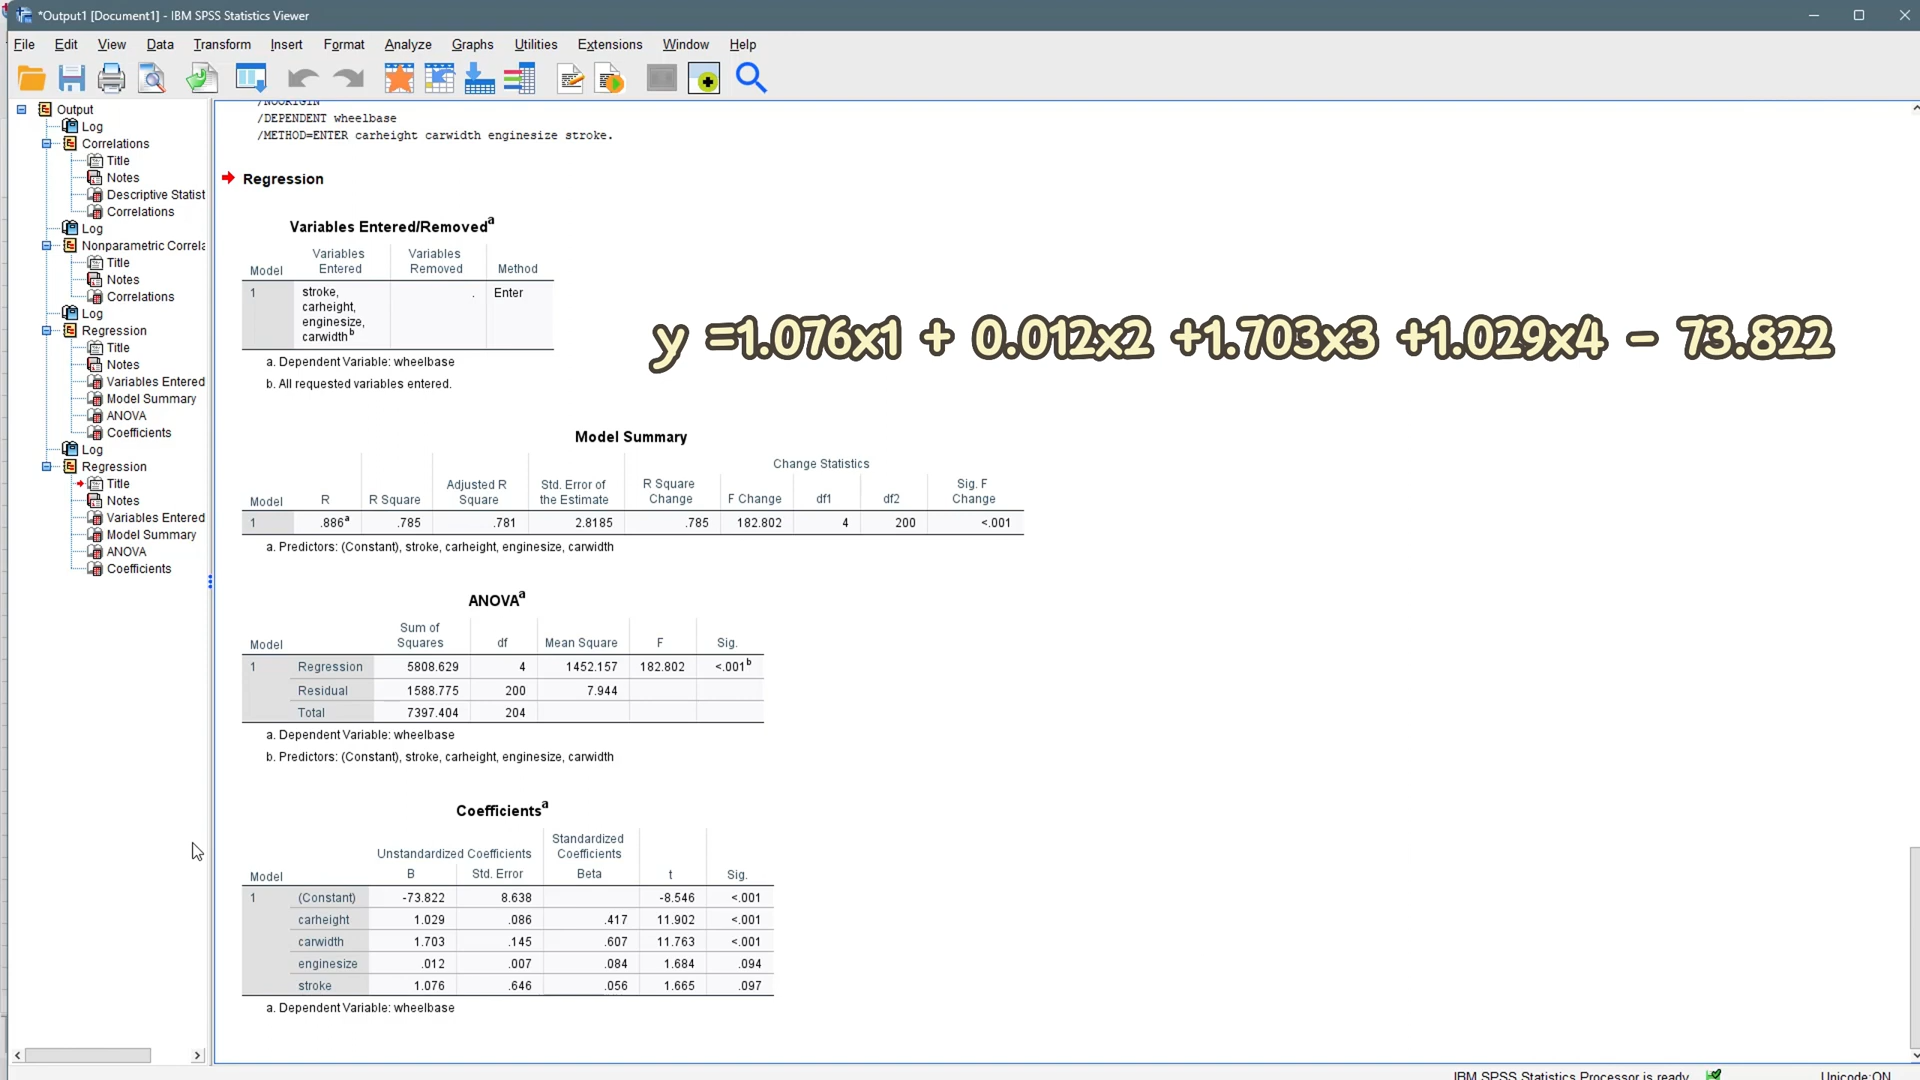 *Output1 [Document1] - IBM SPSS Statistics Viewer
File Edit View Data Transform Insert Format Analyze Graphs Utilities Extensions Window Help
Output
Log
Correlations
Title
Notes
Descriptive Statist
Correlations
Log
Nonparametric Correla
Title
Notes
Correlations
Log
Regression
Title
Notes
Variables Entered
Model Summary
ANOVA
Coefficients
Log
Regression
Title
Notes
Variables Entered
Model Summary
ANOVA
Coefficients
/NOORIGIN
/DEPENDENT wheelbase
/METHOD=ENTER carheight carwidth enginesize stroke.
Regression
Variables Entered/Removedᵃ
Model Variables Entered Variables Removed Method
1 stroke, carheight, enginesize, carwidthᵇ . Enter
a. Dependent Variable: wheelbase
b. All requested variables entered.
y =1.076x1 + 0.012x2 +1.703x3 +1.029x4 - 73.822
Model Summary
Change Statistics
Model R R Square Adjusted R Square Std. Error of the Estimate R Square Change F Change df1 df2 Sig. F Change
1 .886ᵃ .785 .781 2.8185 .785 182.802 4 200 <.001
a. Predictors: (Constant), stroke, carheight, enginesize, carwidth
ANOVAᵃ
Model Sum of Squares df Mean Square F Sig.
1 Regression 5808.629 4 1452.157 182.802 <.001ᵇ
Residual 1588.775 200 7.944
Total 7397.404 204
a. Dependent Variable: wheelbase
b. Predictors: (Constant), stroke, carheight, enginesize, carwidth
Coefficientsᵃ
Unstandardized Coefficients Standardized Coefficients
Model B Std. Error Beta t Sig.
1 (Constant) -73.822 8.638 -8.546 <.001
carheight 1.029 .086 .417 11.902 <.001
carwidth 1.703 .145 .607 11.763 <.001
enginesize .012 .007 .084 1.684 .094
stroke 1.076 .646 .056 1.665 .097
a. Dependent Variable: wheelbase
IBM SPSS Statistics Processor is ready Unicode:ON